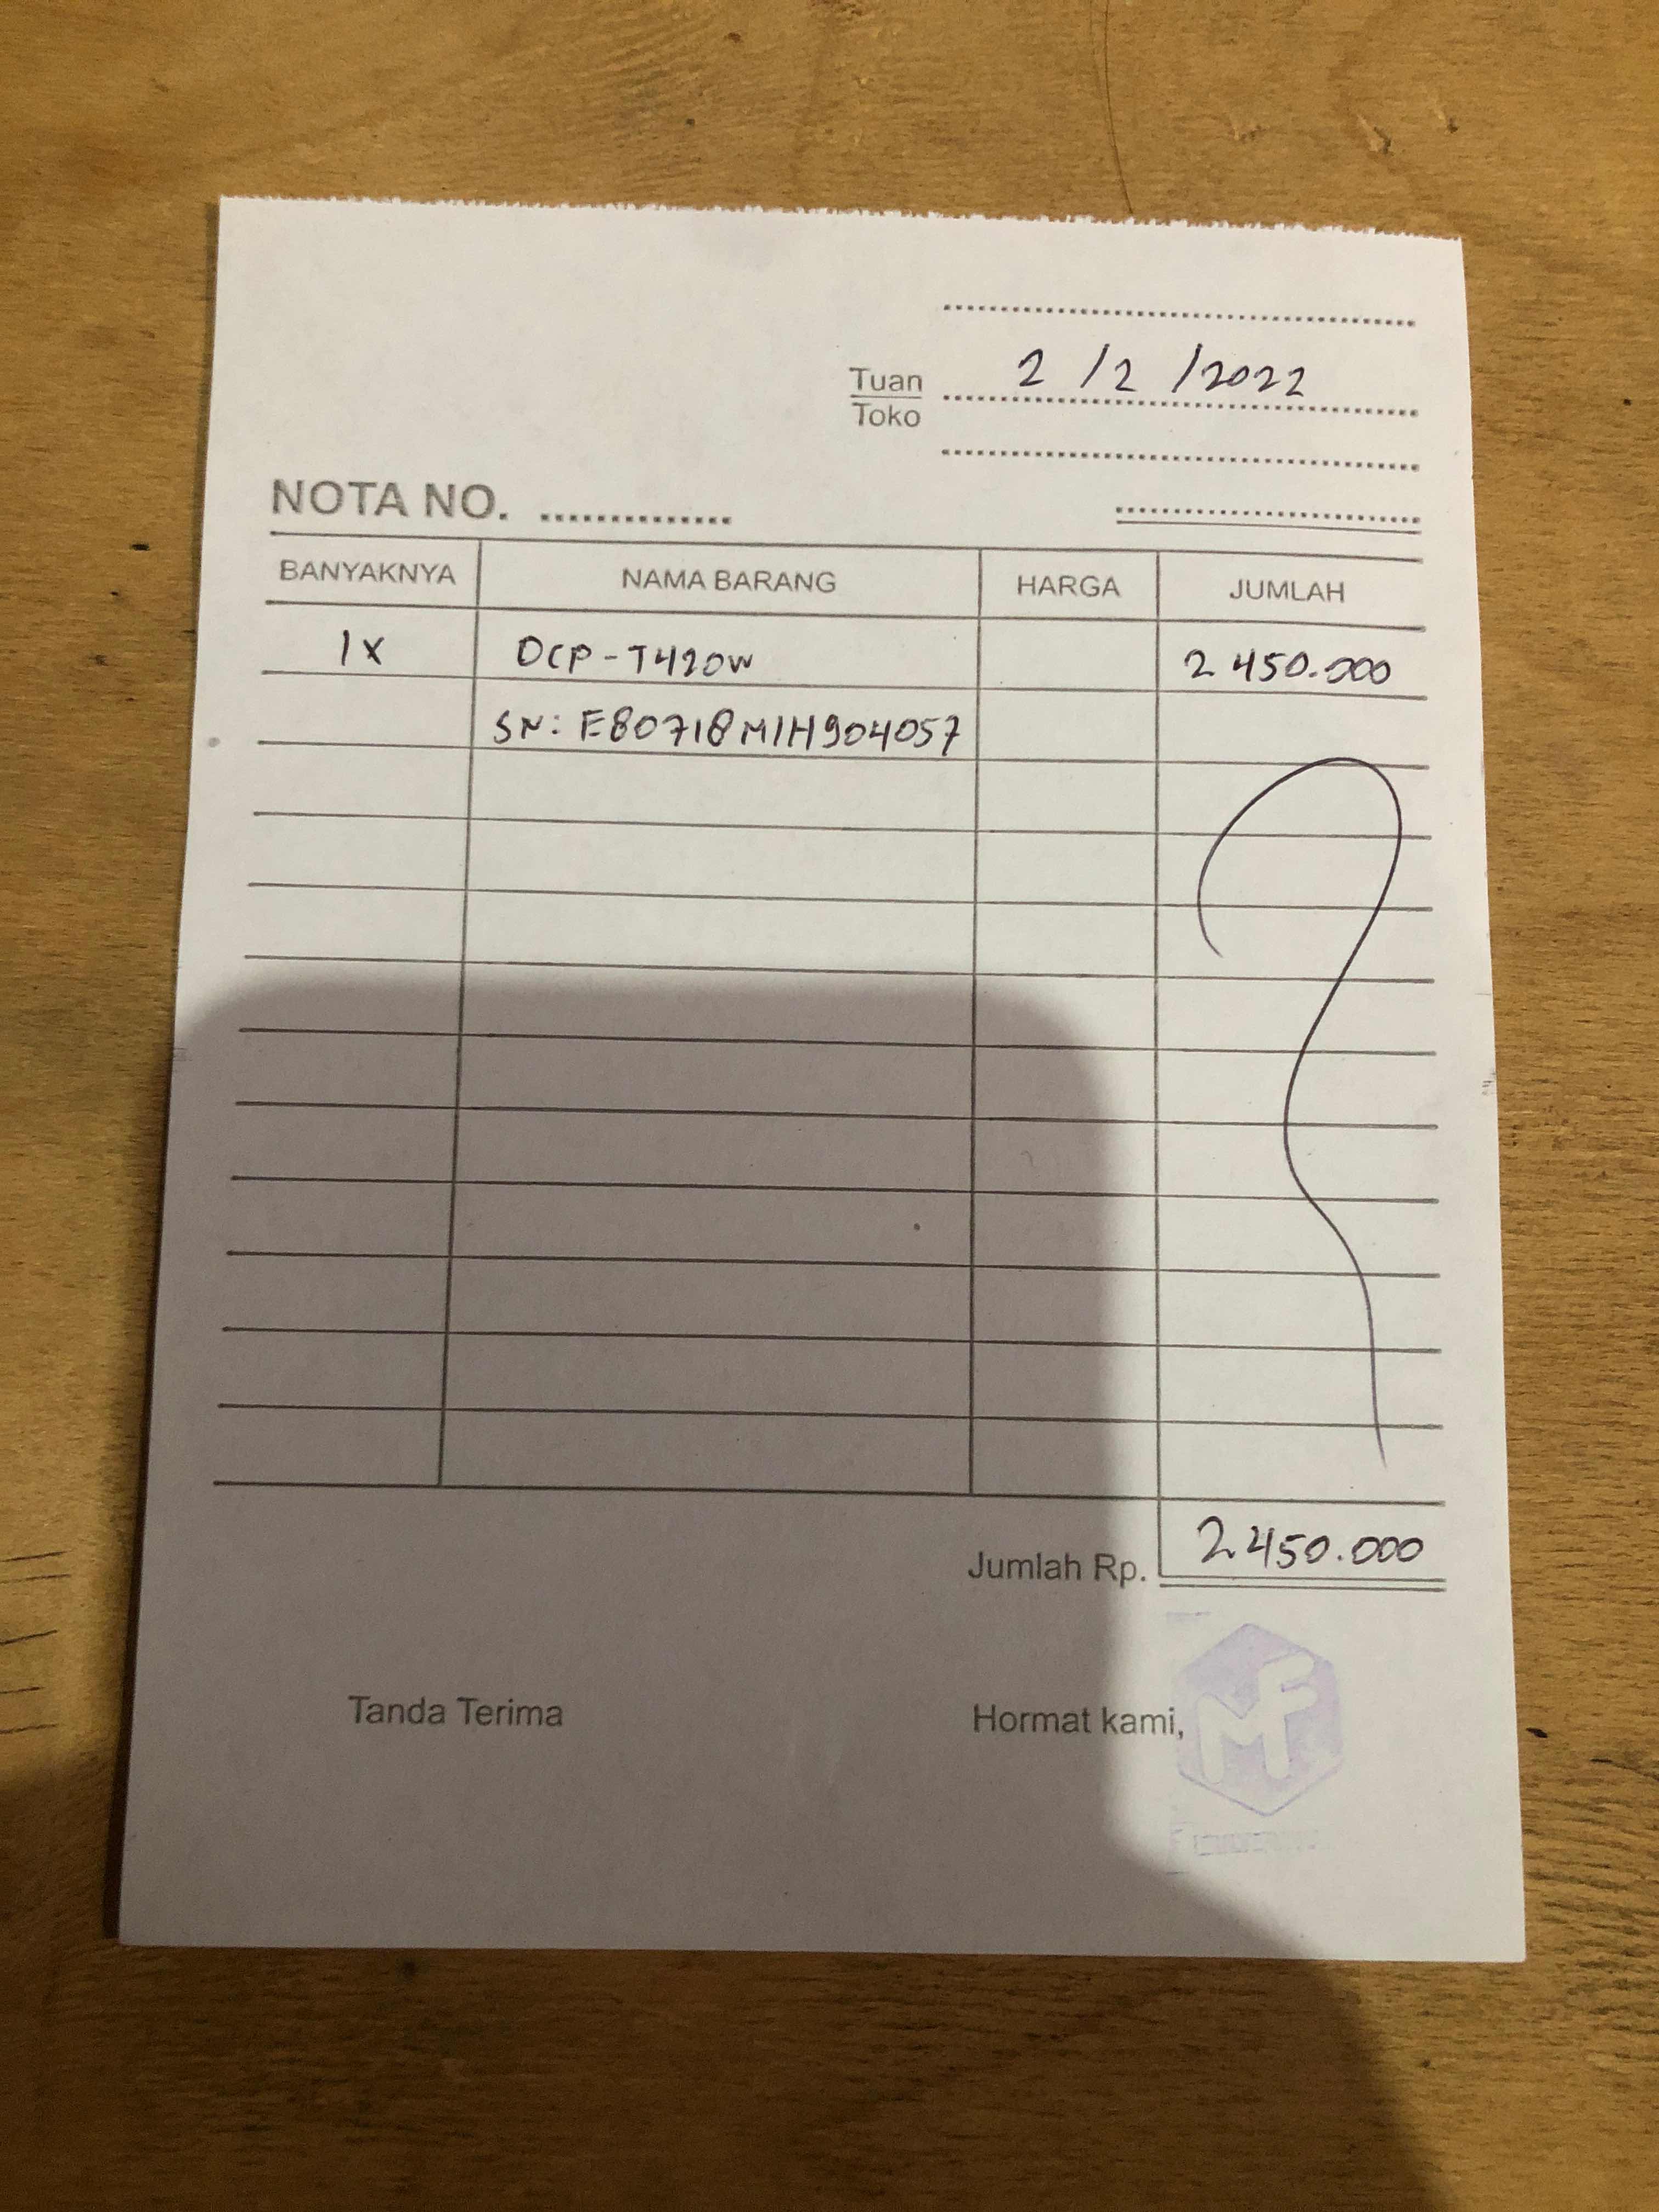 2 /2 /2022
Tuan
Toko
NOTA NO.
BANYAKNYA NAMA BARANG HARGA JUMLAH
1x DCP-T420W 2 450.000
SN: E80718M1H904057
Jumlah Rp. 2.450.000
Tanda Terima Hormat kami,
MF